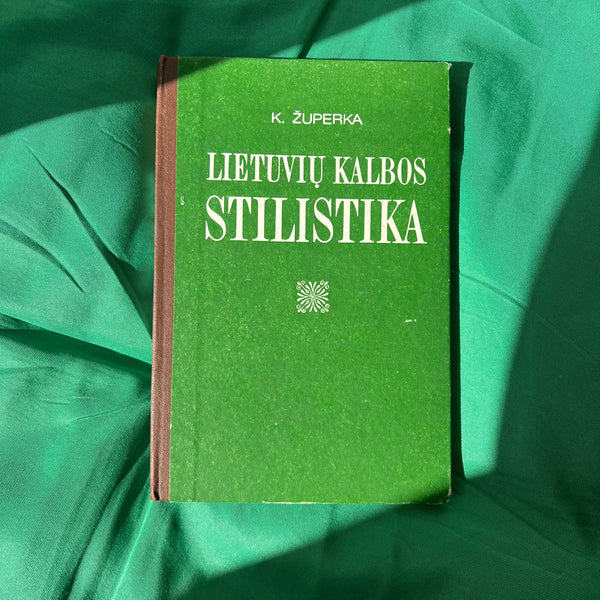 K. ŽUPERKA
LIETUVIŲ KALBOS
STILISTIKA